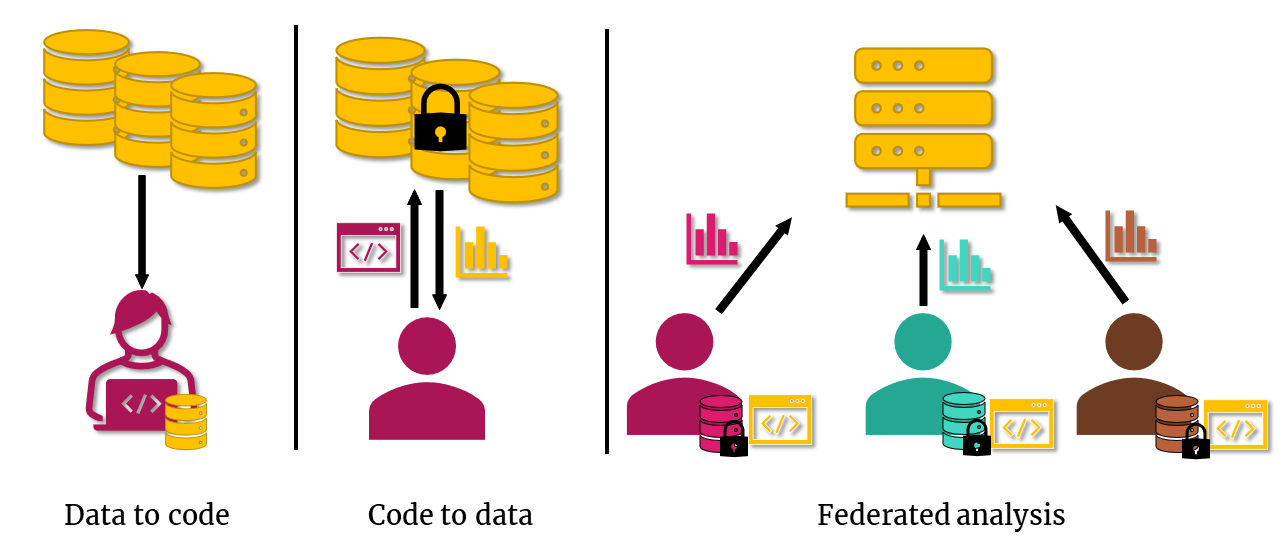 </>
</>
</>
</>
</>
Data to code
Code to data
Federated analysis